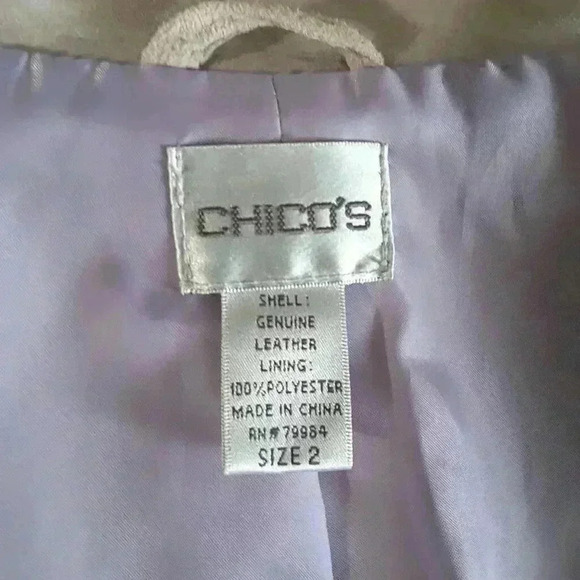 CHICO'S
SHELL:
GENUINE
LEATHER
LINING:
100%POLYESTER
MADE IN CHINA
RN#79984
SIZE 2